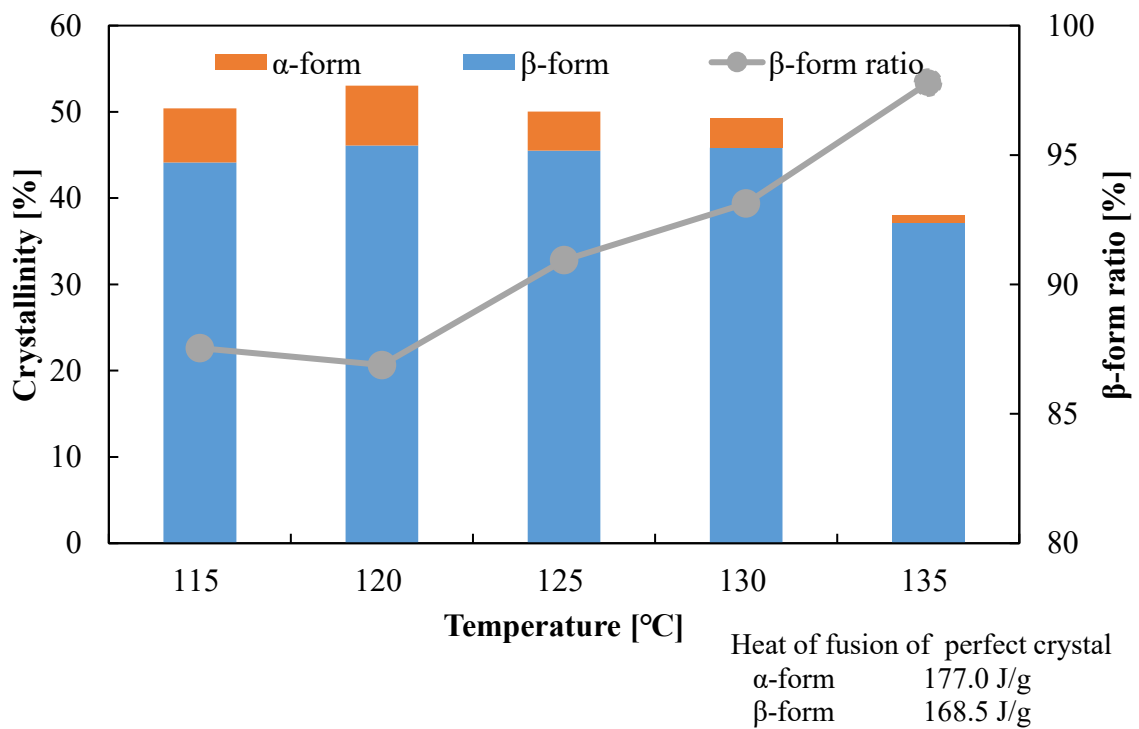 60
50
40
30
20
10
0
Crystallinity [%]
α-form
β-form
β-form ratio
100
95
90
85
80
β-form ratio [%]
115 120 125 130 135
Temperature [℃]
Heat of fusion of perfect crystal
α-form 177.0 J/g
β-form 168.5 J/g